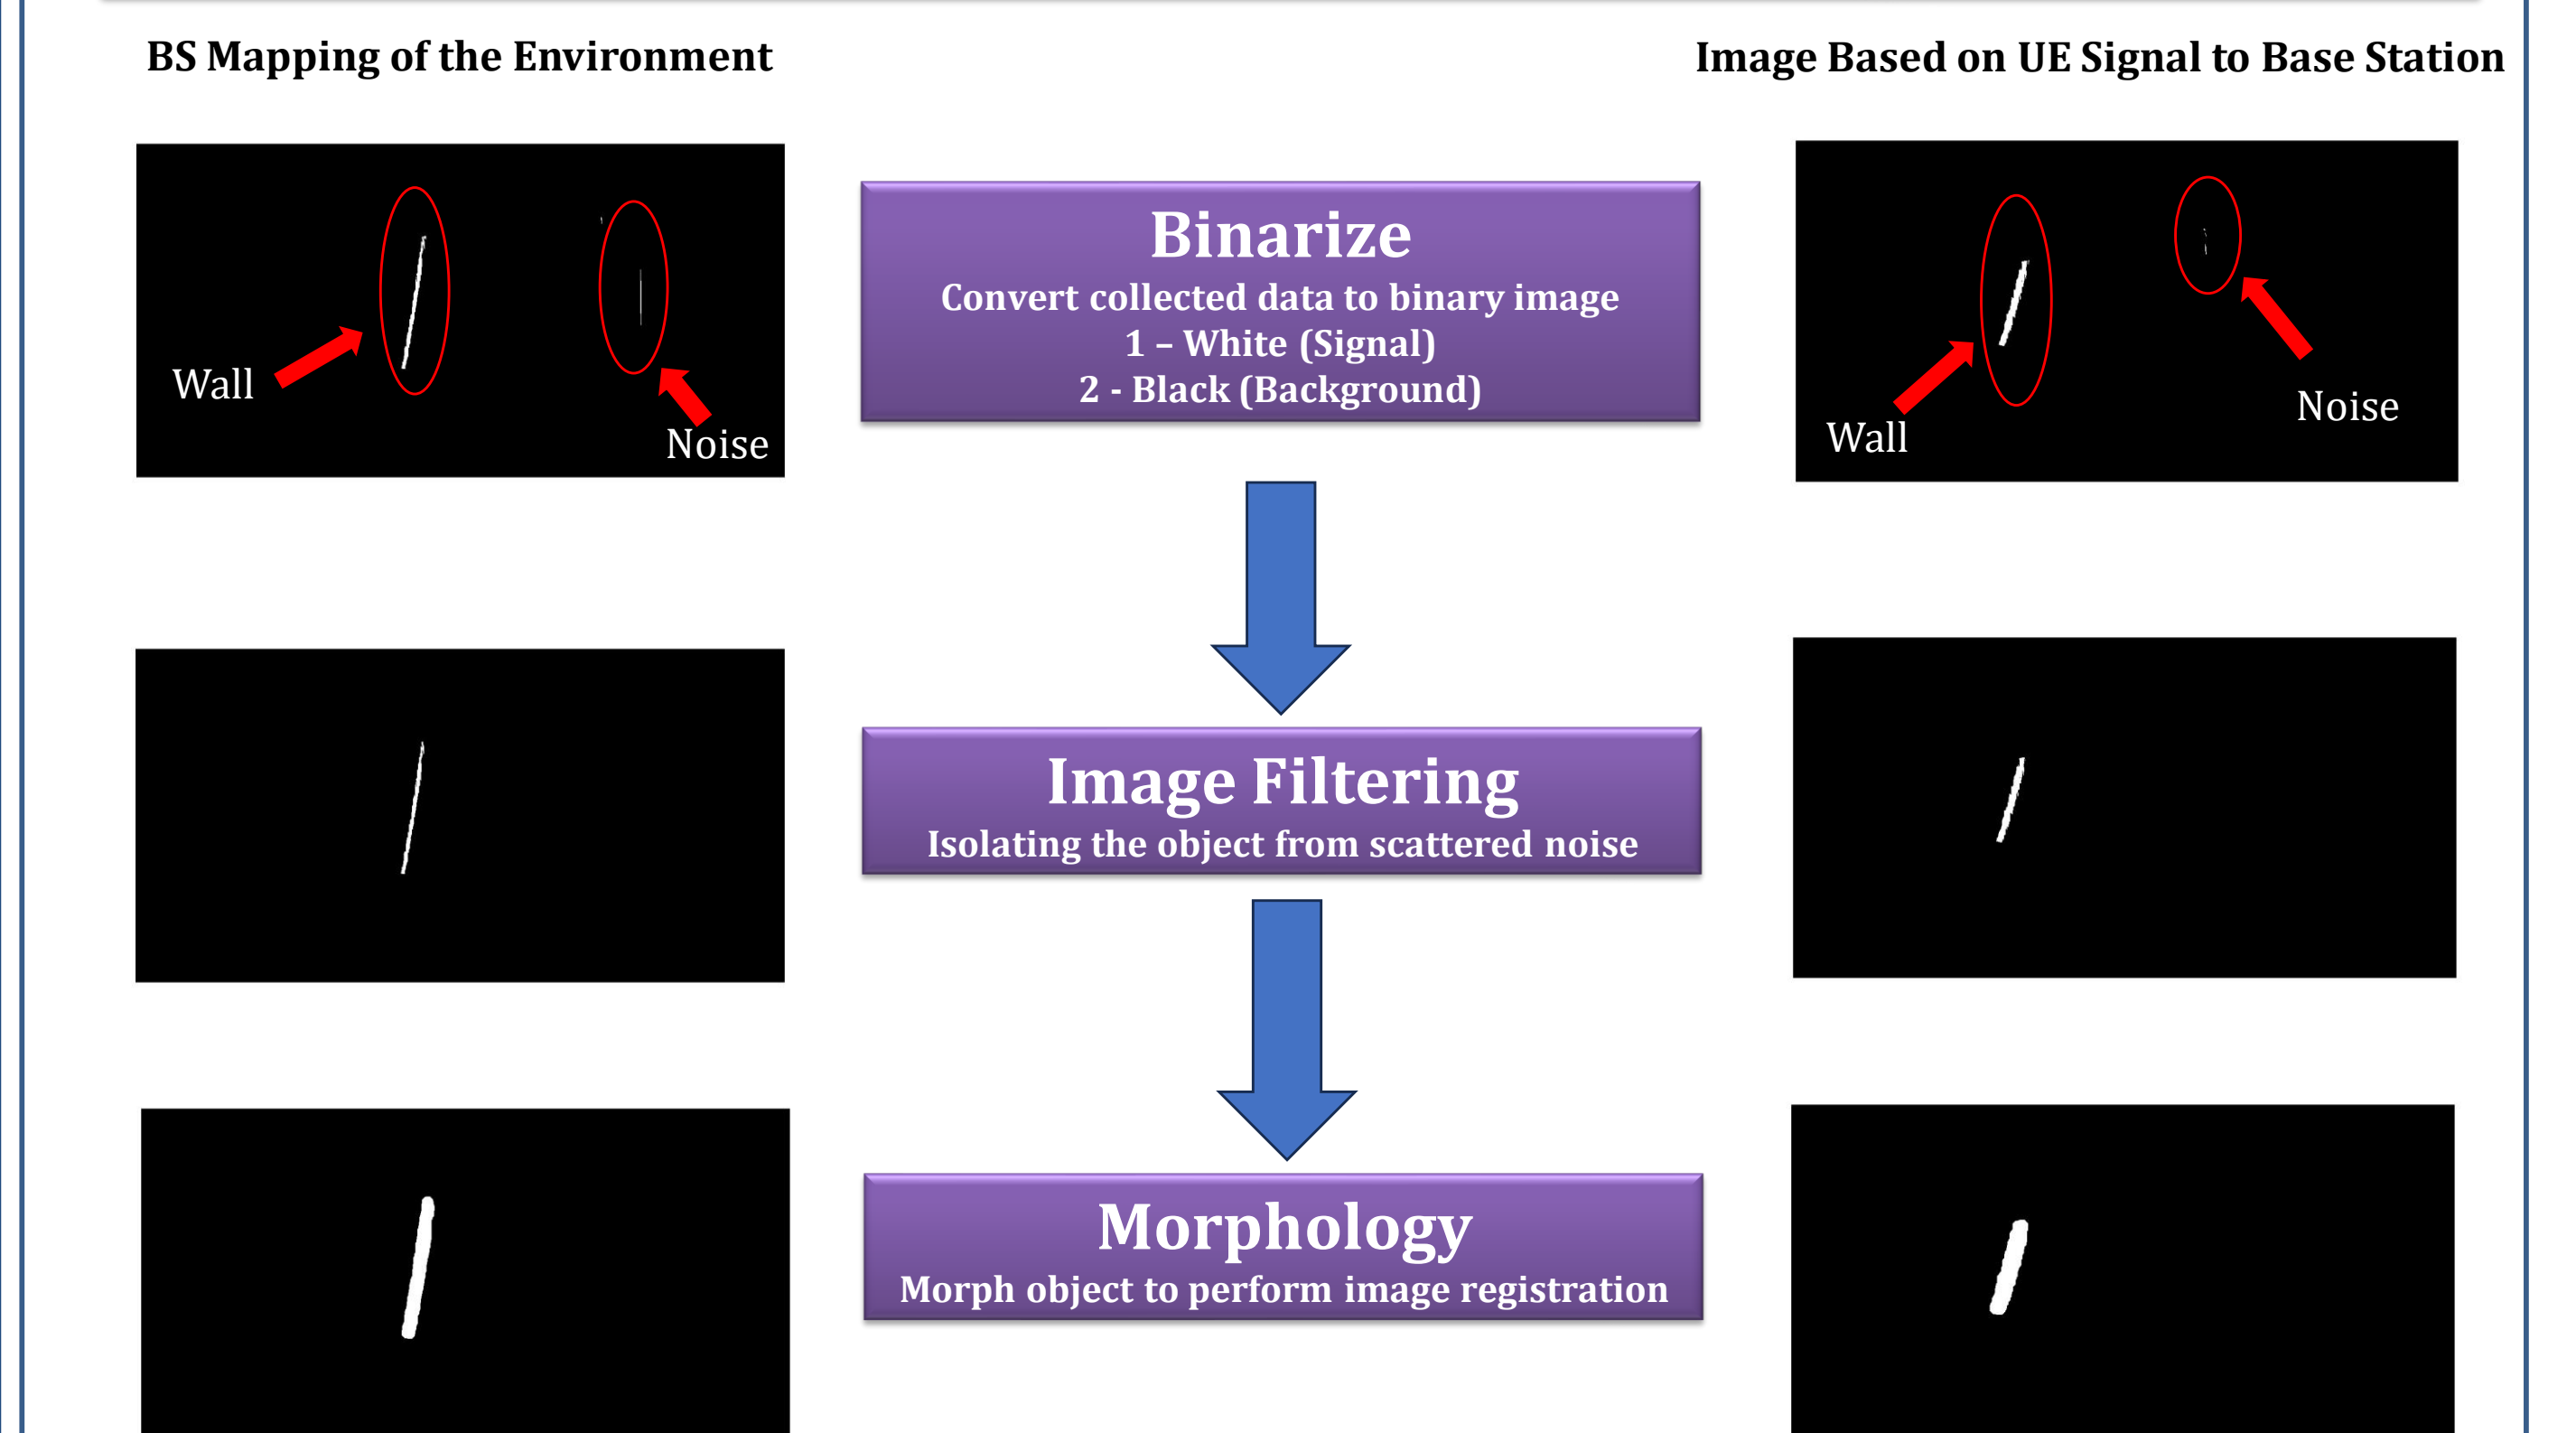 BS Mapping of the Environment
Image Based on UE Signal to Base Station
Wall
Noise
Binarize
Convert collected data to binary image
1 – White (Signal)
2 - Black (Background)
Wall
Noise
Image Filtering
Isolating the object from scattered noise
Morphology
Morph object to perform image registration